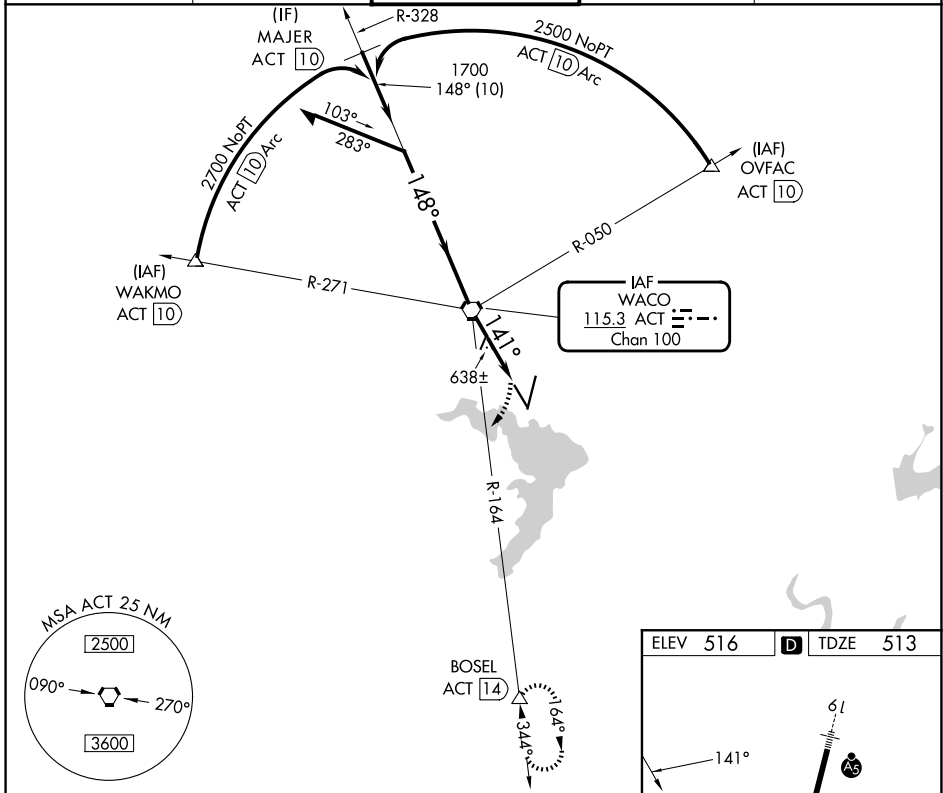 (IF)
MAJER
ACT 10
R-328
2500 NoPT
ACT 10 Arc
1700
148° (10)
103°
283°
2700 NoPT
ACT 10 Arc
(IAF)
OVFAC
ACT 10
148°
R-050
(IAF)
WAKMO
ACT 10
R-271
IAF
WACO
115.3 ACT
Chan 100
141°
638±
R-164
MSA ACT 25 NM
2500
090°
270°
3600
BOSEL
ACT 14
344°
164°
ELEV 516 D TDZE 513
19
141°
A5